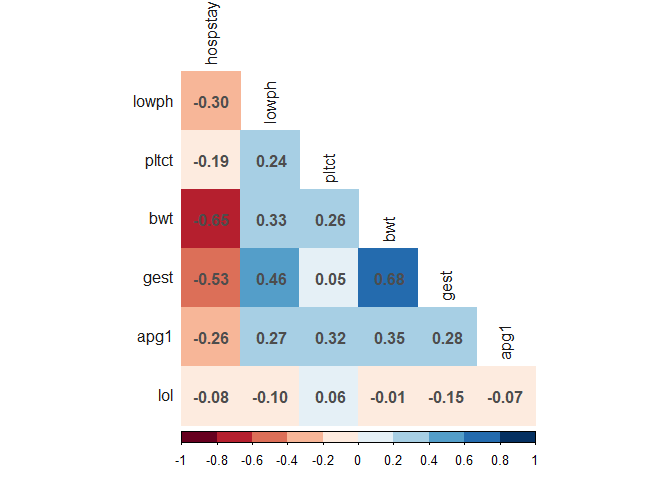 hospstay
lowph -0.30 lowph
pltct -0.19 0.24 pltct
bwt -0.65 0.33 0.26 bwt
gest -0.53 0.46 0.05 0.68 gest
apg1 -0.26 0.27 0.32 0.35 0.28 apg1
lol -0.08 -0.10 0.06 -0.01 -0.15 -0.07
-1 -0.8 -0.6 -0.4 -0.2 0 0.2 0.4 0.6 0.8 1